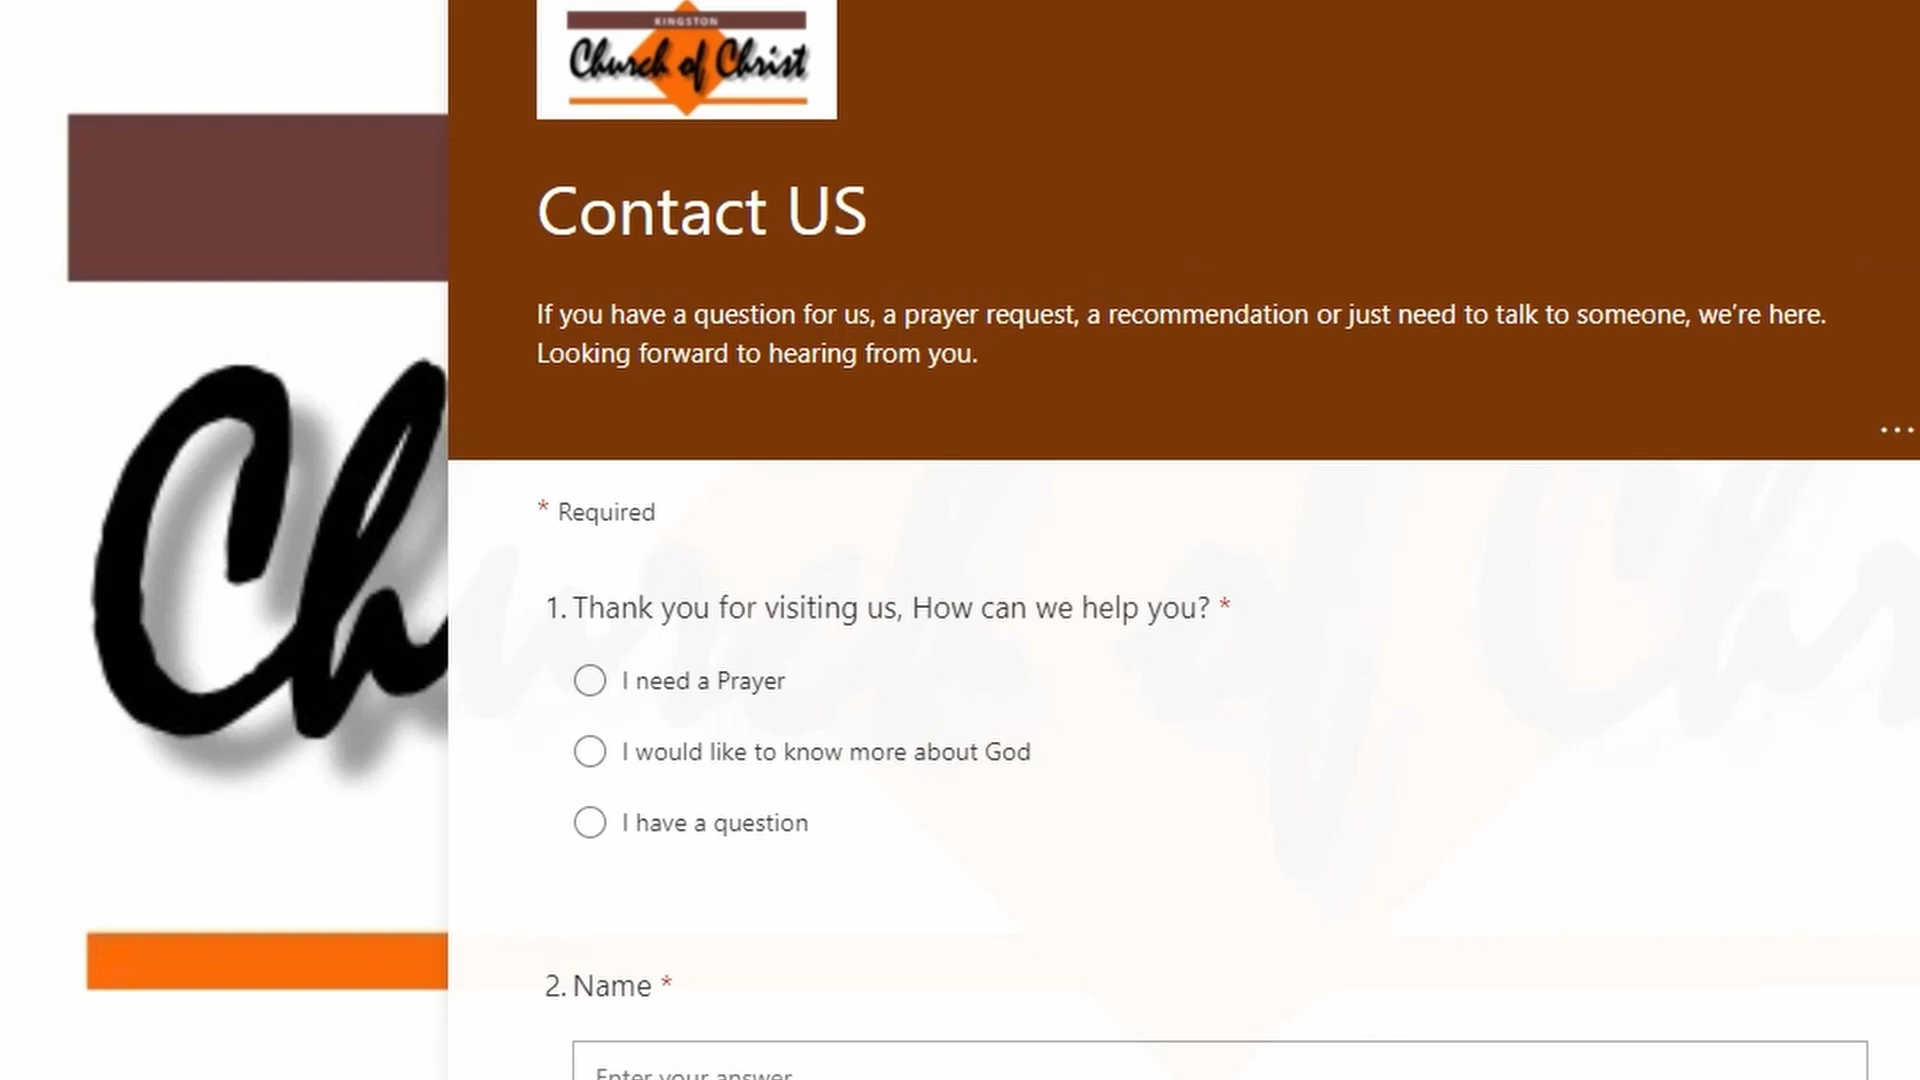 KINGSTON
Church of Christ
Contact US
If you have a question for us, a prayer request, a recommendation or just need to talk to someone, we’re here.
Looking forward to hearing from you.
...
* Required
1. Thank you for visiting us, How can we help you? *
I need a Prayer
I would like to know more about God
I have a question
2. Name *
Enter your answer
Ch